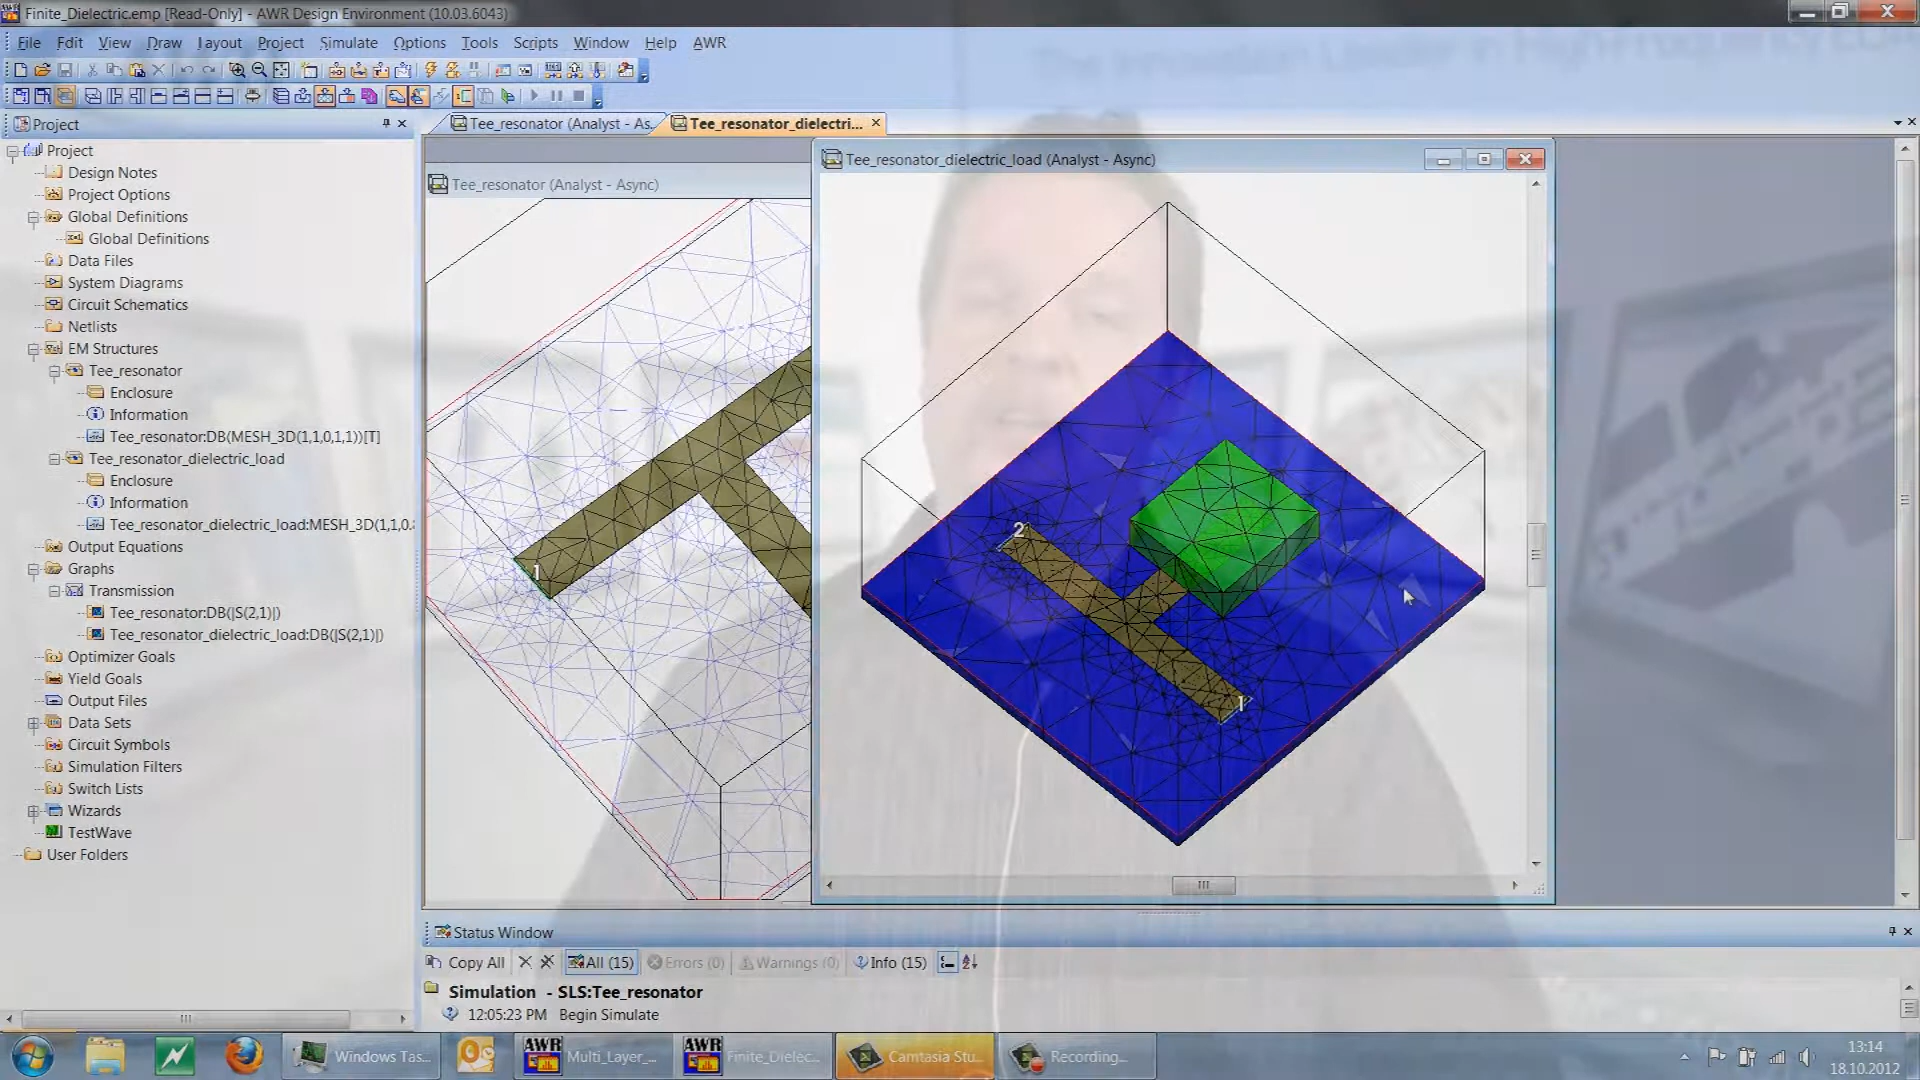 Finite_Dielectric.emp [Read-Only] - AWR Design Environment (10.03.6043)
File Edit View Draw Layout Project Simulate Options Tools Scripts Window Help AWR
Project
Tee_resonator (Analyst - As...
Tee_resonator_dielectri...
Project
Design Notes
Project Options
Global Definitions
Global Definitions
Data Files
System Diagrams
Circuit Schematics
Netlists
EM Structures
Tee_resonator
Enclosure
Information
Tee_resonator:DB(MESH_3D(1,1,0,1,1))[T]
Tee_resonator_dielectric_load
Enclosure
Information
Tee_resonator_dielectric_load:MESH_3D(1,1,0.
Output Equations
Graphs
Transmission
Tee_resonator:DB(|S(2,1)|)
Tee_resonator_dielectric_load:DB(|S(2,1)|)
Optimizer Goals
Yield Goals
Output Files
Data Sets
Circuit Symbols
Simulation Filters
Switch Lists
Wizards
TestWave
User Folders
Tee_resonator (Analyst - Async)
1
Tee_resonator_dielectric_load (Analyst - Async)
2
1
Status Window
Copy All All (15) Errors (0) Warnings (0) Info (15)
Simulation - SLS:Tee_resonator
12:05:23 PM Begin Simulate
Windows Tas...
AWR Multi_Layer_...
AWR Finite_Dielec...
Camtasia Stu...
Recording...
13:14
18.10.2012